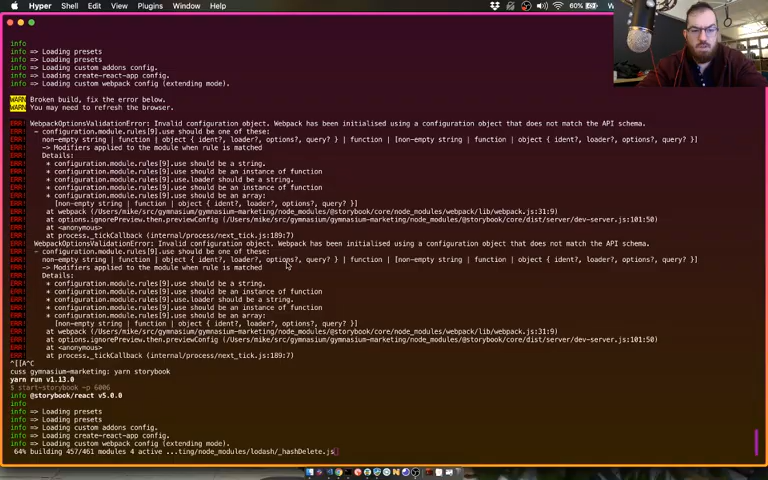 Hyper Shell Edit View Plugins Window Help 60%
info
info => Loading presets
info => Loading presets
info => Loading custom addons config.
info => Loading create-react-app config.
info => Loading custom webpack config (extending mode).
WARN Broken build, fix the error below.
WARN You may need to refresh the browser.
ERR! WebpackOptionsValidationError: Invalid configuration object. Webpack has been initialised using a configuration object that does not match the API schema.
ERR! - configuration.module.rules[9].use should be one of these:
ERR! non-empty string | function | object { ident?, loader?, options?, query? } | function | [non-empty string | function | object { ident?, loader?, options?, query? }]
ERR! -> Modifiers applied to the module when rule is matched
ERR! Details:
ERR! * configuration.module.rules[9].use should be a string.
ERR! * configuration.module.rules[9].use should be an instance of function
ERR! * configuration.module.rules[9].use.loader should be a string.
ERR! * configuration.module.rules[9].use should be an instance of function
ERR! * configuration.module.rules[9].use should be an array:
ERR! [non-empty string | function | object { ident?, loader?, options?, query? }]
ERR! at webpack (/Users/mike/src/gymnasium/gymnasium-marketing/node_modules/@storybook/core/node_modules/webpack/lib/webpack.js:31:9)
ERR! at options.ignorePreview.then.previewConfig (/Users/mike/src/gymnasium/gymnasium-marketing/node_modules/@storybook/core/dist/server/dev-server.js:101:50)
ERR! at <anonymous>
ERR! at process._tickCallback (internal/process/next_tick.js:189:7)
ERR! WebpackOptionsValidationError: Invalid configuration object. Webpack has been initialised using a configuration object that does not match the API schema.
ERR! - configuration.module.rules[9].use should be one of these:
ERR! non-empty string | function | object { ident?, loader?, options?, query? } | function | [non-empty string | function | object { ident?, loader?, options?, query? }]
ERR! -> Modifiers applied to the module when rule is matched
ERR! Details:
ERR! * configuration.module.rules[9].use should be a string.
ERR! * configuration.module.rules[9].use should be an instance of function
ERR! * configuration.module.rules[9].use.loader should be a string.
ERR! * configuration.module.rules[9].use should be an instance of function
ERR! * configuration.module.rules[9].use should be an array:
ERR! [non-empty string | function | object { ident?, loader?, options?, query? }]
ERR! at webpack (/Users/mike/src/gymnasium/gymnasium-marketing/node_modules/@storybook/core/node_modules/webpack/lib/webpack.js:31:9)
ERR! at options.ignorePreview.then.previewConfig (/Users/mike/src/gymnasium/gymnasium-marketing/node_modules/@storybook/core/dist/server/dev-server.js:101:50)
ERR! at <anonymous>
ERR! at process._tickCallback (internal/process/next_tick.js:189:7)
^[[A^C
cuss gymnasium-marketing: yarn storybook
yarn run v1.13.0
$ start-storybook -p 6006
info @storybook/react v5.0.0
info
info => Loading presets
info => Loading presets
info => Loading custom addons config.
info => Loading create-react-app config.
info => Loading custom webpack config (extending mode).
64% building 457/461 modules 4 active ...ting/node_modules/lodash/_hashDelete.js